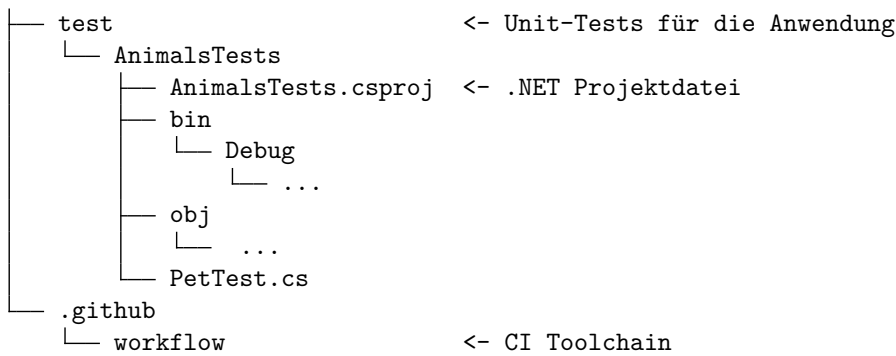 ├── test <- Unit-Tests für die Anwendung
│   └── AnimalsTests
│       ├── AnimalsTests.csproj <- .NET Projektdatei
│       ├── bin
│       │   └── Debug
│       │       └── ...
│       ├── obj
│       │   └── ...
│       └── PetTest.cs
└── .github
    └── workflow <- CI Toolchain